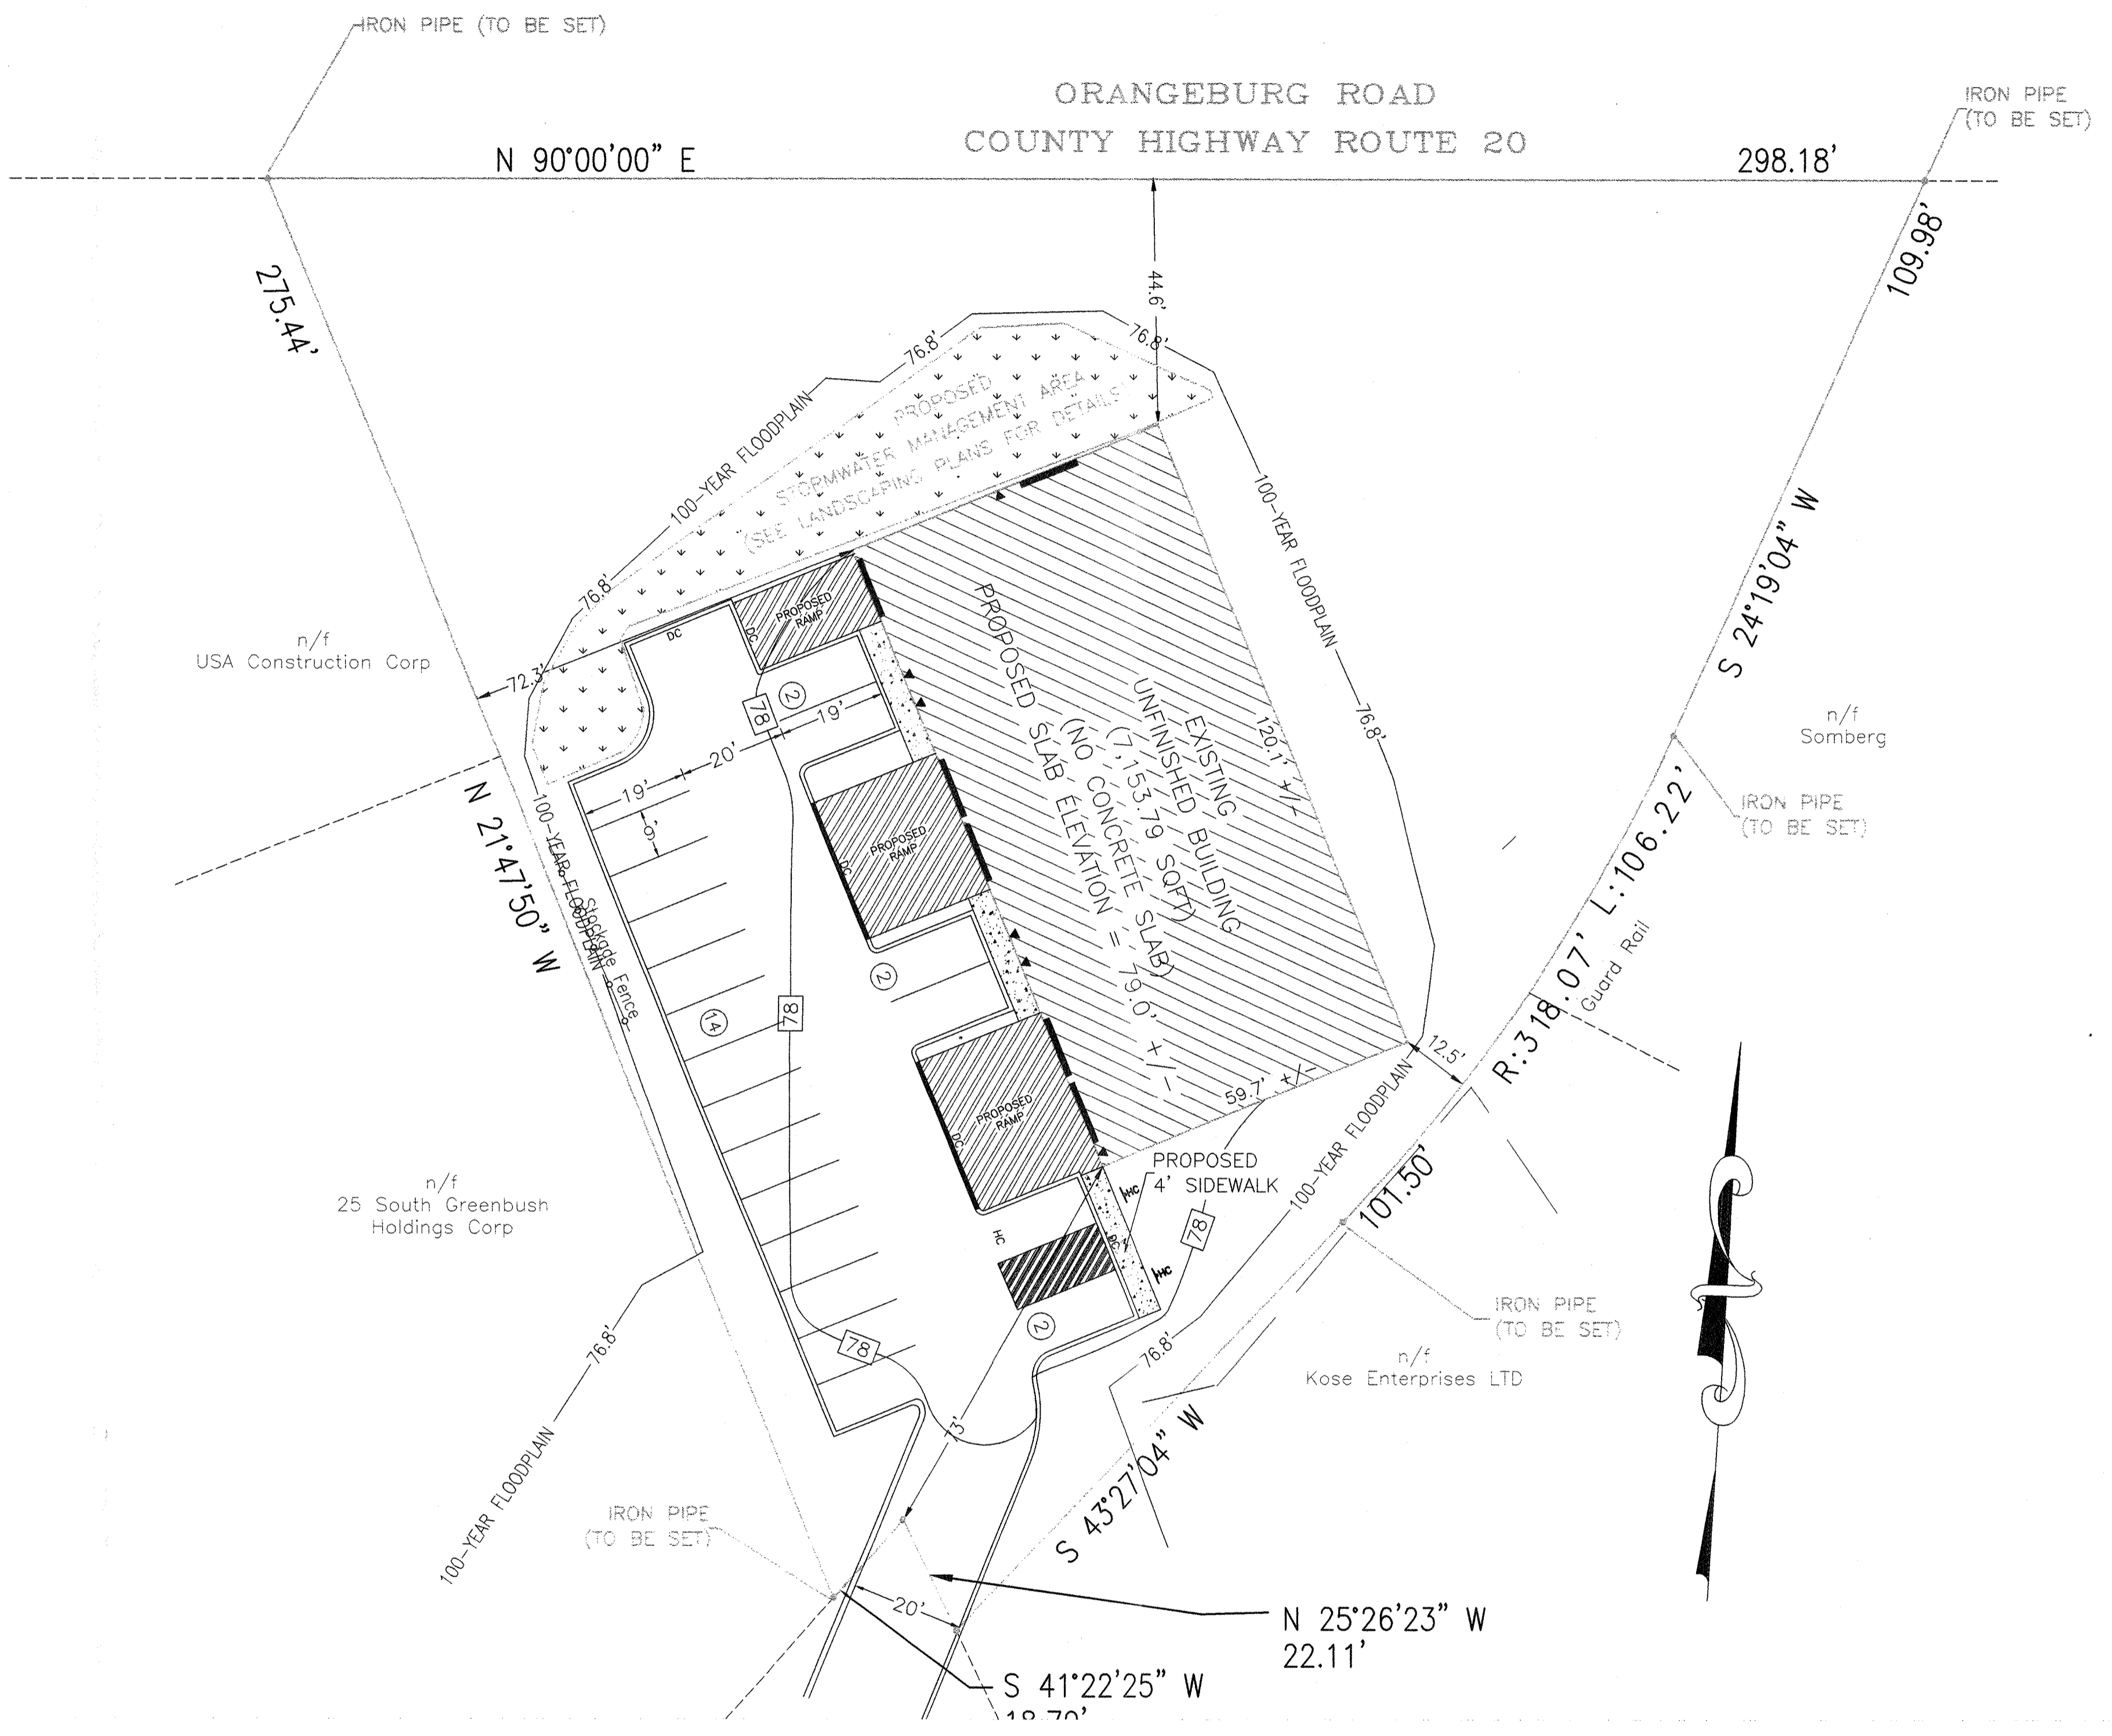 IRON PIPE (TO BE SET)
ORANGEBURG ROAD
COUNTY HIGHWAY ROUTE 20
IRON PIPE
(TO BE SET)
N 90°00'00" E
298.18'
109.98'
275.44'
44.6'
76.8'
76.8'
100-YEAR FLOODPLAIN
PROPOSED
STORMWATER MANAGEMENT AREA
(SEE LANDSCAPING PLANS FOR DETAILS)
100-YEAR FLOODPLAIN
S 24°19'04" W
76.8'
PROPOSED
RAMP
DC
DC
n/f
USA Construction Corp
72.3'
78
2
19'
20'
19'
9'
PROPOSED SLAB ELEVATION = 79.0' +/-
EXISTING
UNFINISHED BUILDING
(7,153.79 SQFT)
(NO CONCRETE SLAB)
120.1' +/-
76.8'
n/f
Somberg
IRON PIPE
(TO BE SET)
R:318.07' L:106.22'
Guard Rail
N 21°47'50" W
100-YEAR FLOODPLAIN
Stockade Fence
PROPOSED
RAMP
DC
2
14
78
12.5'
59.7' +/-
PROPOSED
RAMP
DC
PROPOSED
4' SIDEWALK
HC
HC
HC
DC
78
100-YEAR FLOODPLAIN
101.50'
n/f
25 South Greenbush
Holdings Corp
2
78
76.8'
76.8'
100-YEAR FLOODPLAIN
IRON PIPE
(TO BE SET)
n/f
Kose Enterprises LTD
73'
S 43°27'04" W
IRON PIPE
(TO BE SET)
20'
N 25°26'23" W
22.11'
S 41°22'25" W
18.79'